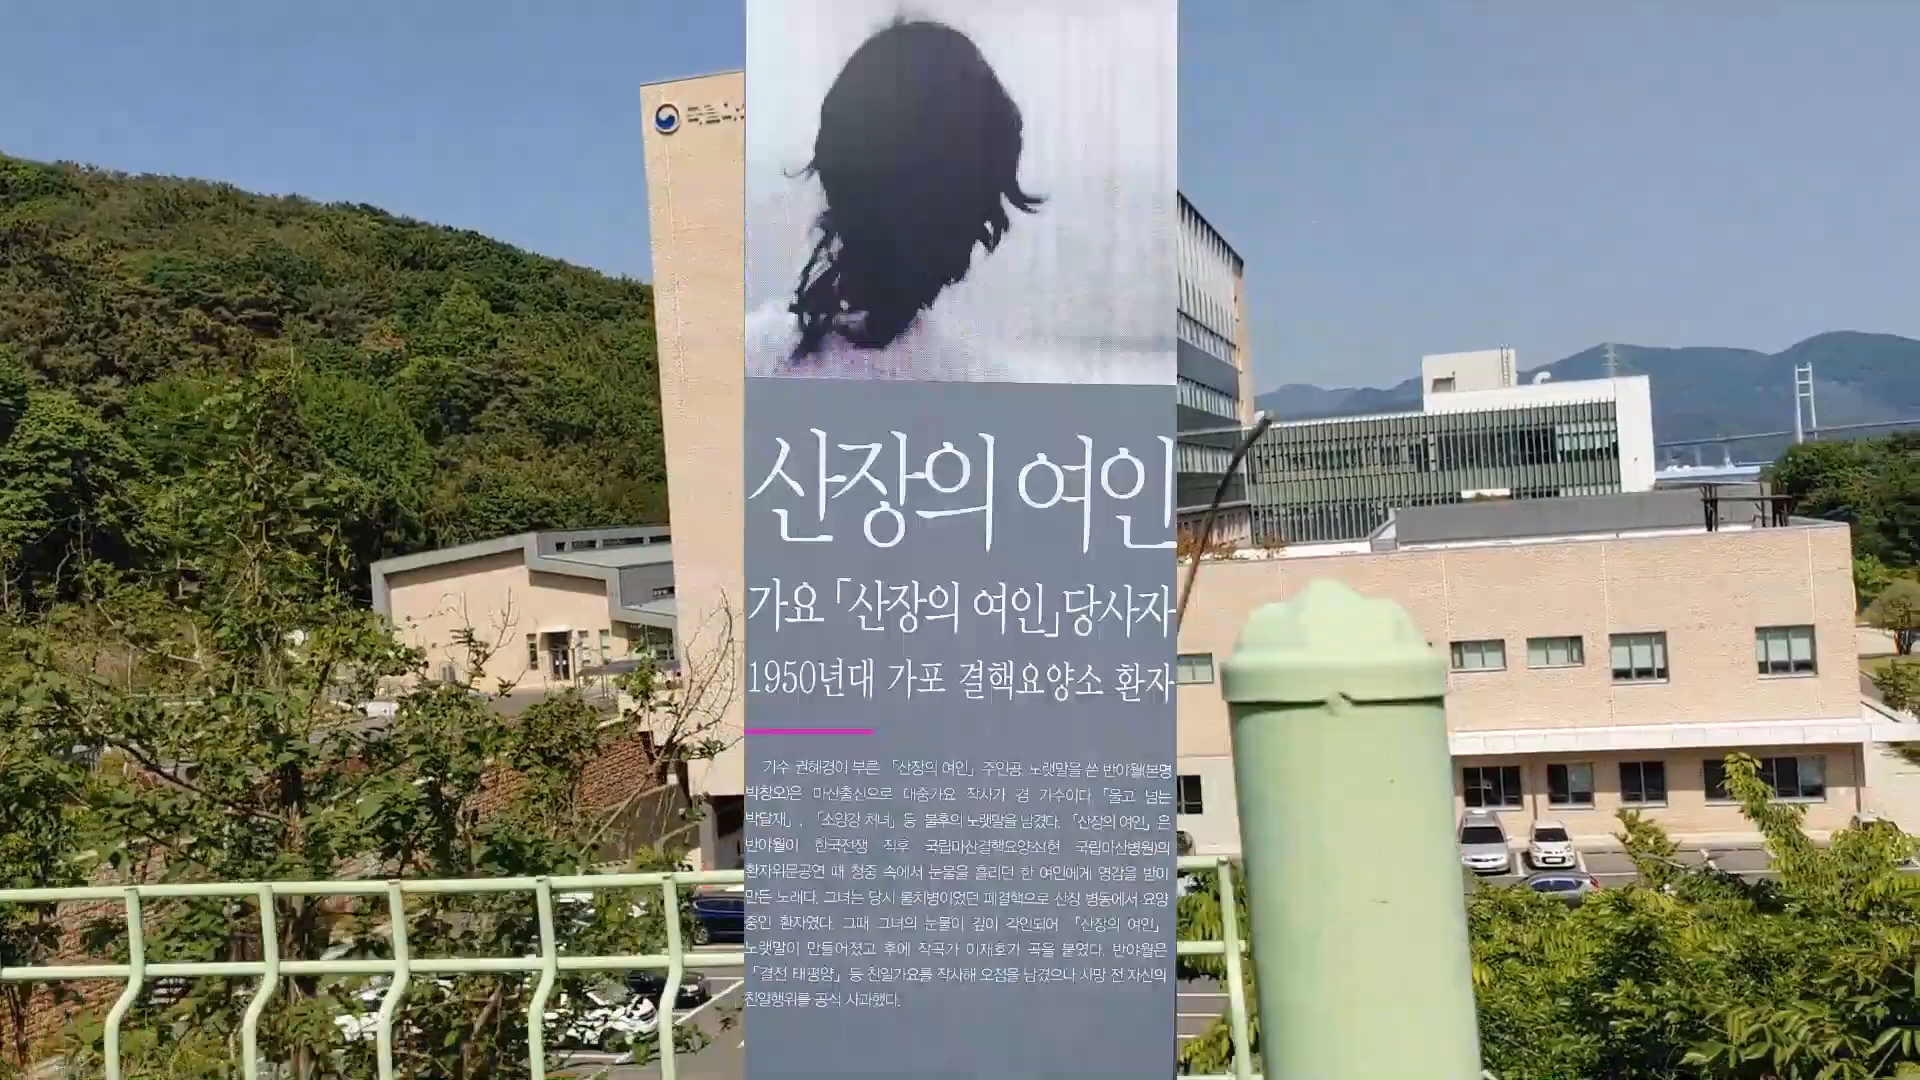 산장의 여인
가요 「산장의 여인」 당사자
1950년대 가포 결핵요양소 환자
가수 권혜경이 부른 「산장의 여인」 주인공. 노랫말을 쓴 반야월(본명
박창오)은 마산출신으로 대중가요 작사가 겸 가수이다. 「울고 넘는
박달재」, 「소양강 처녀」 등 불후의 노랫말을 남겼다. 「산장의 여인」은
반야월이 한국전쟁 직후 국립마산결핵요양소(현 국립마산병원)의
환자위문공연 때 청중 속에서 눈물을 흘리던 한 여인에게 영감을 받아
만든 노래다. 그녀는 당시 불치병이었던 폐결핵으로 산장 병동에서 요양
중인 환자였다. 그때 그녀의 눈물이 깊이 각인되어 「산장의 여인」
노랫말이 만들어졌고 후에 작곡가 이재호가 곡을 붙였다. 반야월은
「결전 태평양」 등 친일가요를 작사해 오점을 남겼으나 사망 전 자신의
친일행위를 공식 사과했다.